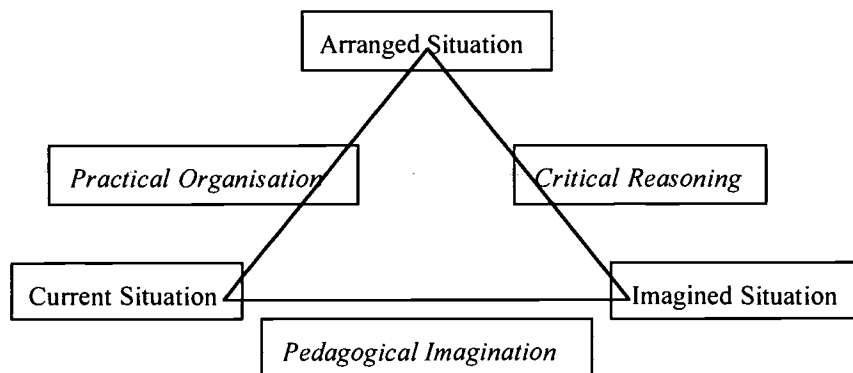 Arranged Situation
Practical Organisation
Critical Reasoning
Current Situation
Imagined Situation
Pedagogical Imagination